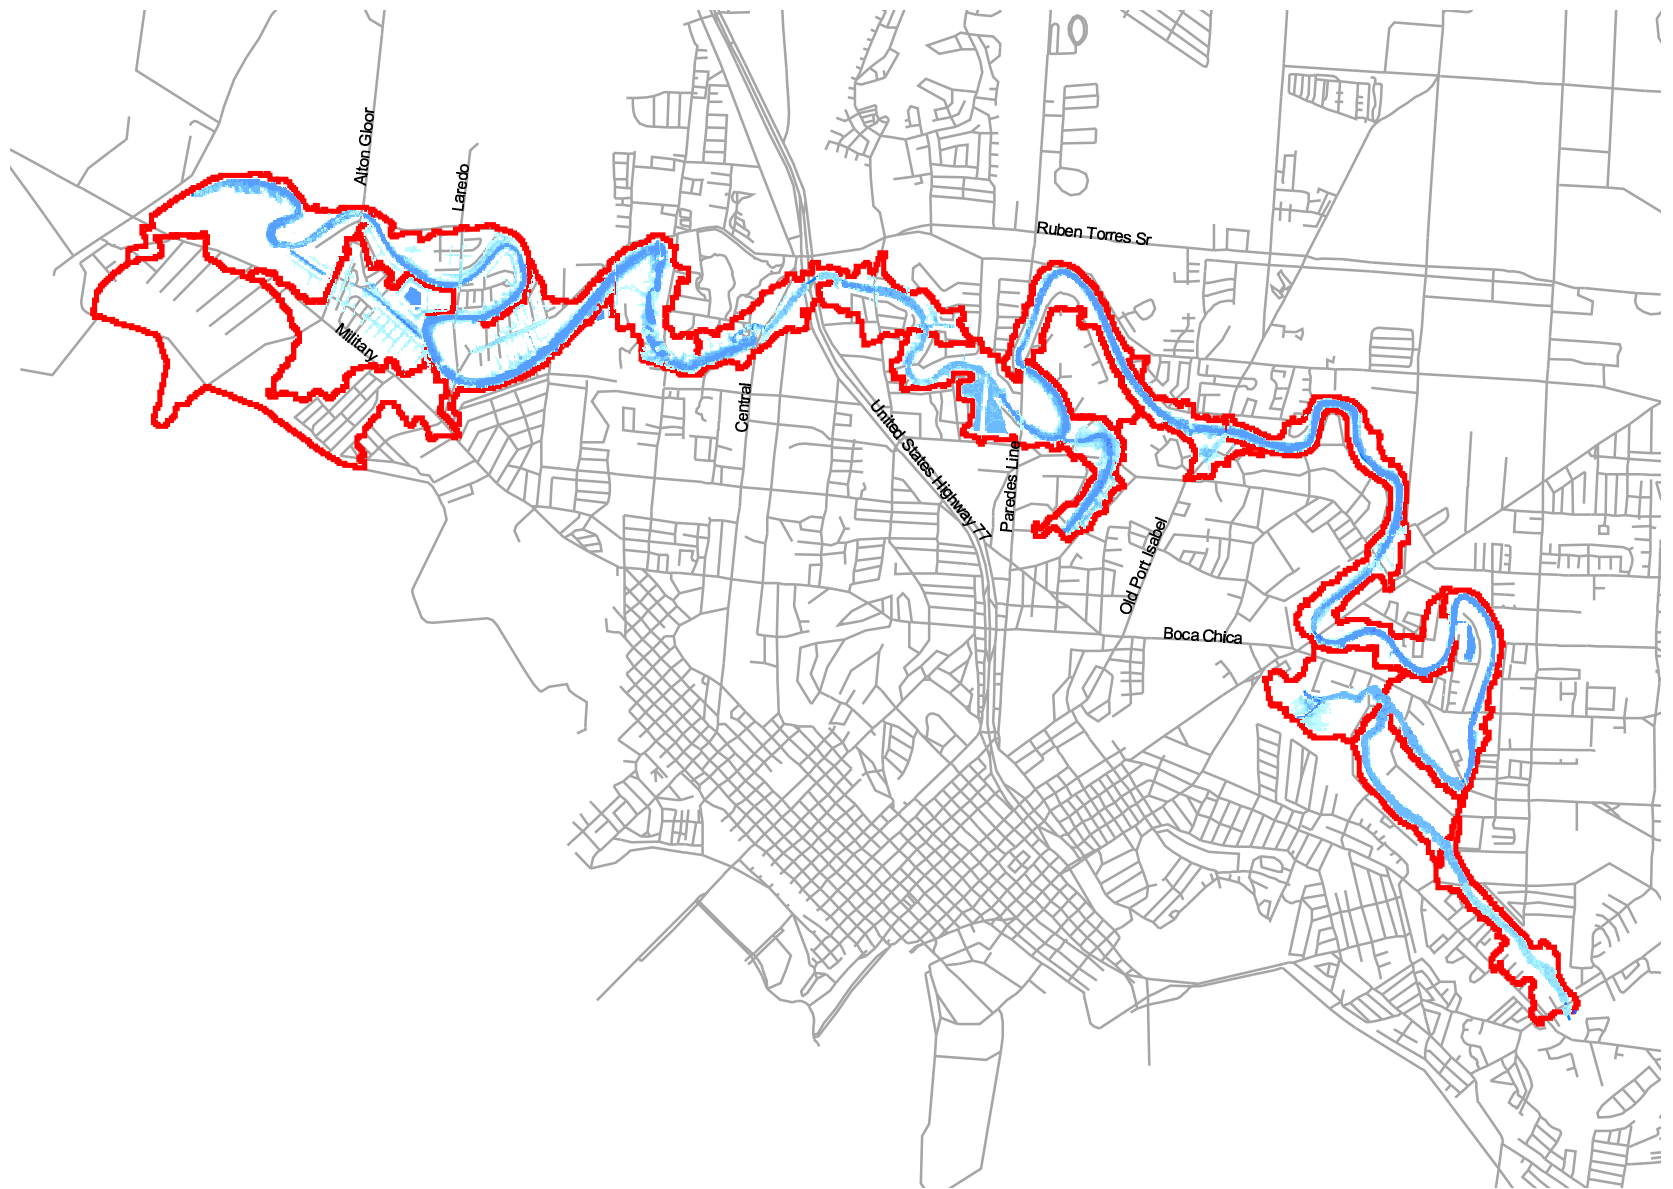 Alton Gloor
Laredo
Ruben Torres Sr
Military
Central
United States Highway 77
Paredes Line
Old Port Isabel
Boca Chica